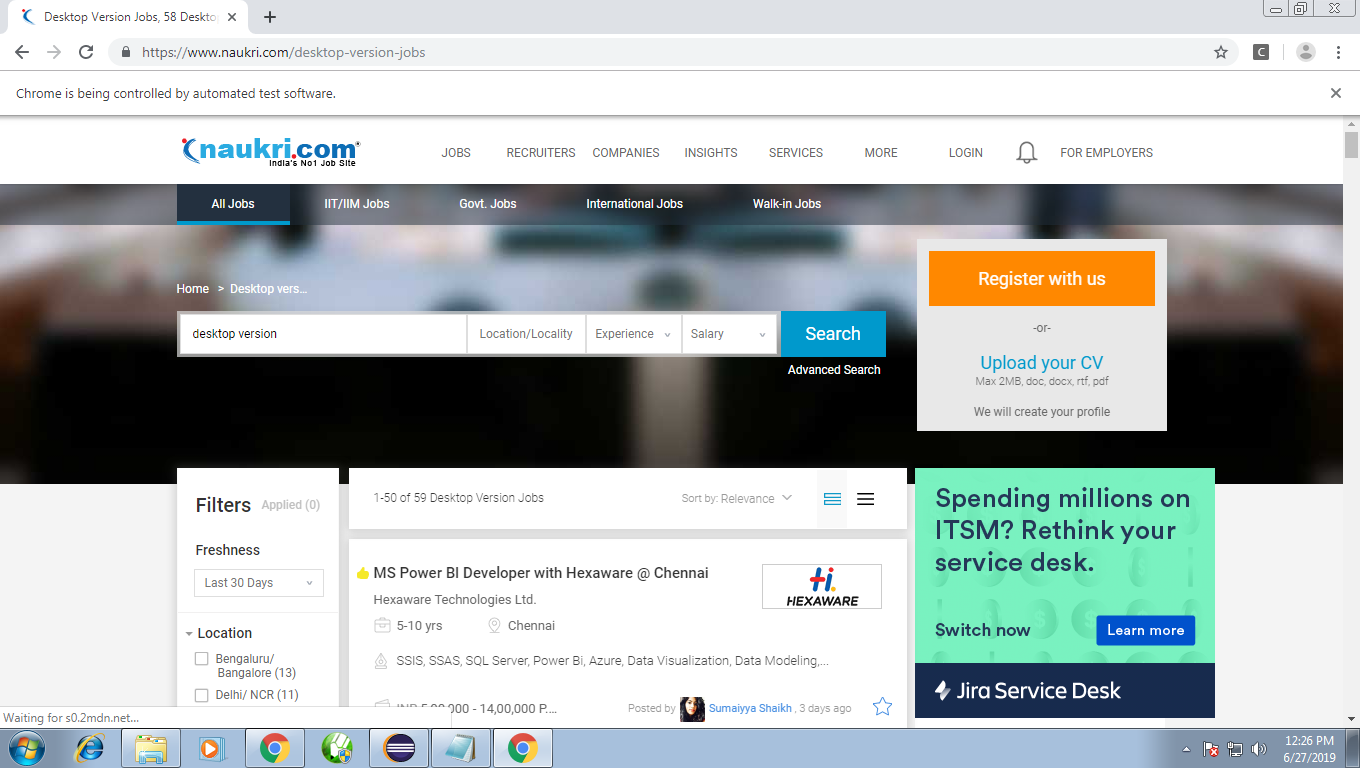 Desktop Version Jobs, 58 Deskto
https://www.naukri.com/desktop-version-jobs
C
Chrome is being controlled by automated test software.
naukri.com
India's No1 Job Site
JOBS RECRUITERS COMPANIES INSIGHTS SERVICES MORE LOGIN FOR EMPLOYERS
All Jobs IIT/IIM Jobs Govt. Jobs International Jobs Walk-in Jobs
Home > Desktop vers...
desktop version Location/Locality Experience Salary Search
Advanced Search
Register with us
-or-
Upload your CV
Max 2MB, doc, docx, rtf, pdf
We will create your profile
Filters Applied (0)
Freshness
Last 30 Days
Location
Bengaluru/
Bangalore (13)
Delhi/ NCR (11)
1-50 of 59 Desktop Version Jobs Sort by: Relevance
MS Power BI Developer with Hexaware @ Chennai
Hexaware Technologies Ltd.
HEXAWARE
5-10 yrs Chennai
SSIS, SSAS, SQL Server, Power Bi, Azure, Data Visualization, Data Modeling,...
INR 5,00,000 - 14,00,000 P.... Posted by Sumaiyya Shaikh , 3 days ago
Spending millions on
ITSM? Rethink your
service desk.
Switch now Learn more
Jira Service Desk
Waiting for s0.2mdn.net...
12:26 PM
6/27/2019